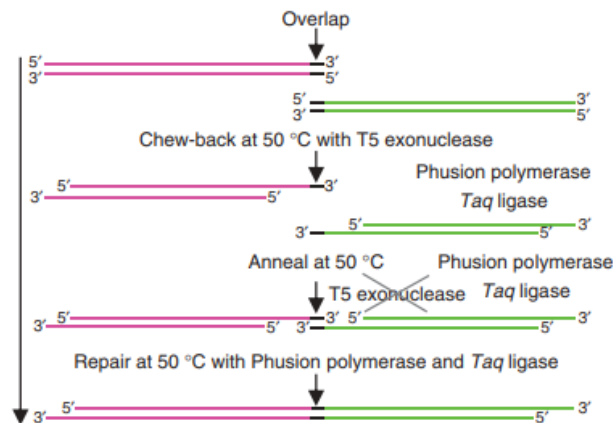 Overlap
5′ 3′
3′ 5′
5′ 3′
3′ 5′
Chew-back at 50 °C with T5 exonuclease
5′ 3′ Phusion polymerase
3′ 5′ Taq ligase
5′ 3′
3′ 5′
Anneal at 50 °C Phusion polymerase
T5 exonuclease Taq ligase
5′ 3′ 5′ 3′
3′ 5′ 3′ 5′
Repair at 50 °C with Phusion polymerase and Taq ligase
5′ 3′
3′ 5′